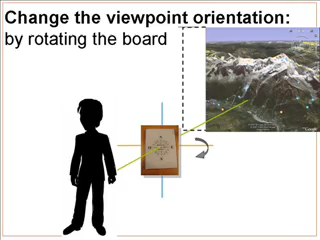 Change the viewpoint orientation:
by rotating the board